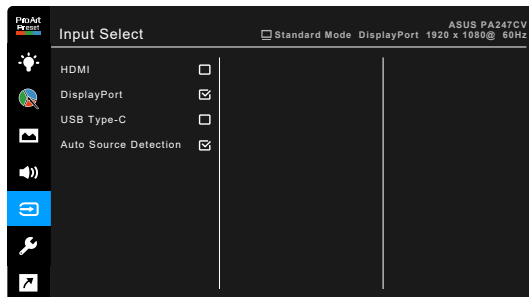 ProArt
Preset
Input Select
ASUS PA247CV
Standard Mode DisplayPort 1920 x 1080@ 60Hz
HDMI
DisplayPort
USB Type-C
Auto Source Detection